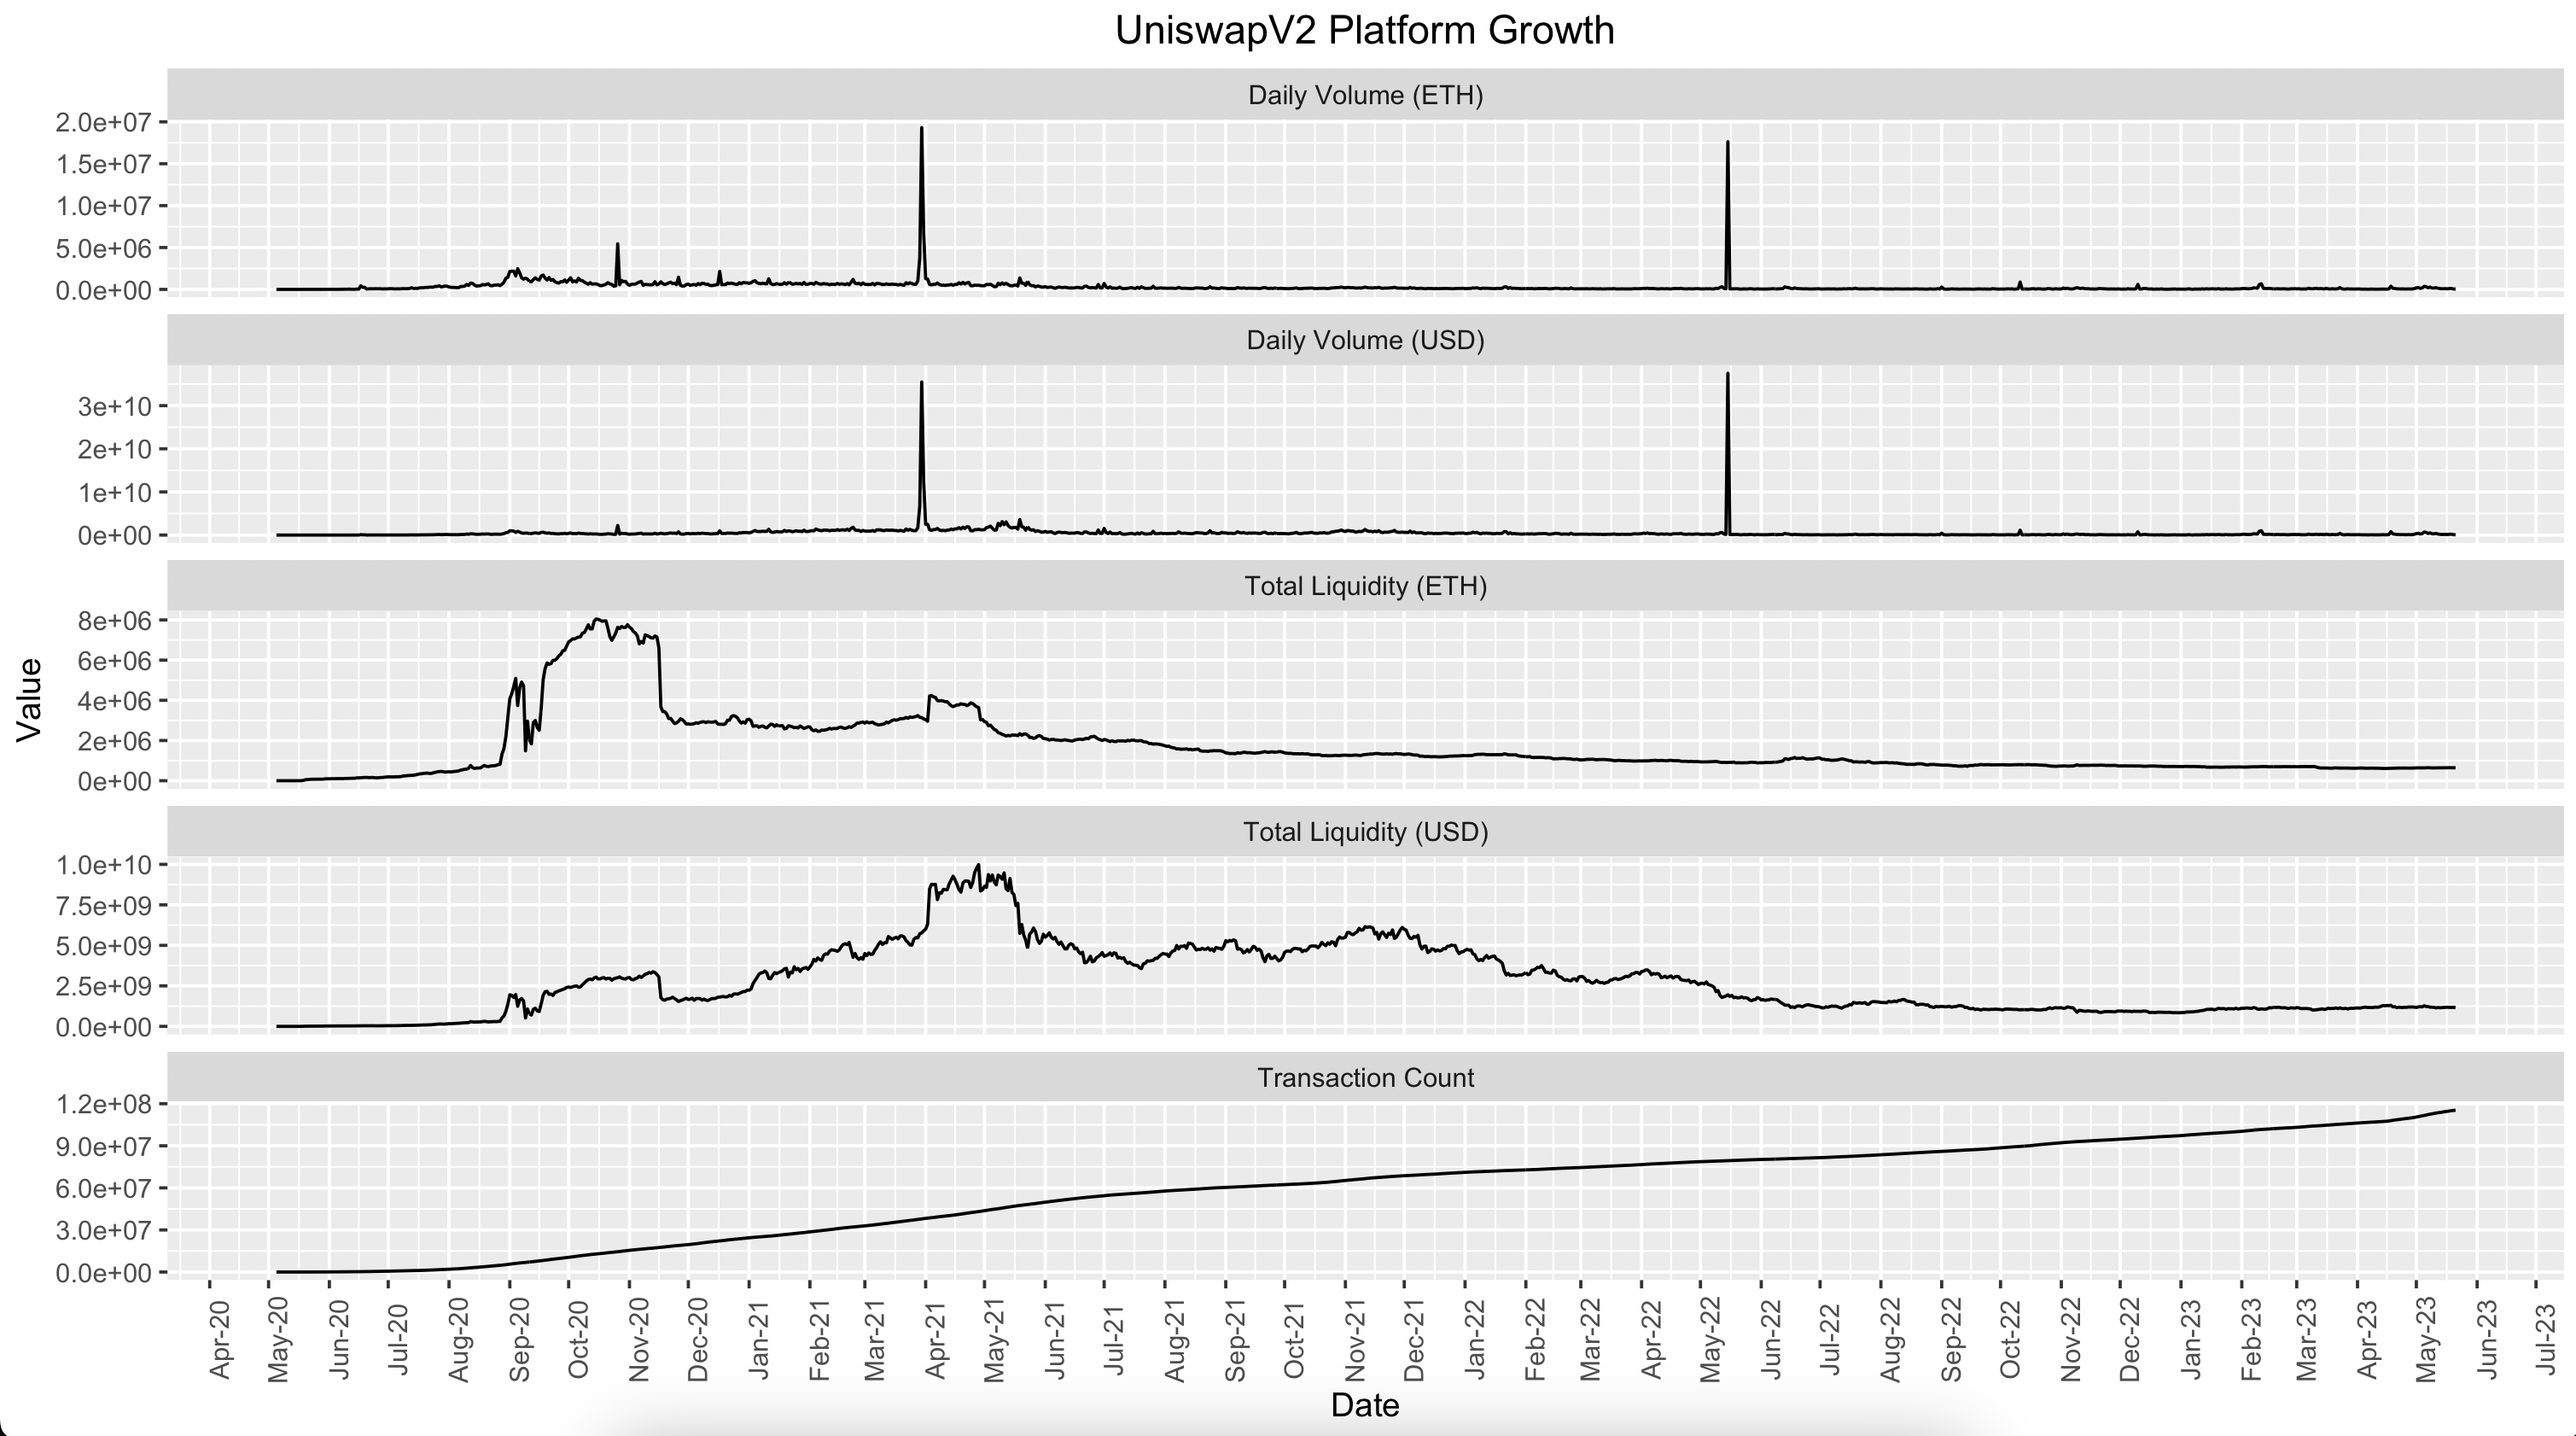 UniswapV2 Platform Growth
Daily Volume (ETH)
2.0e+07
1.5e+07
1.0e+07
5.0e+06
0.0e+00
Daily Volume (USD)
3e+10
2e+10
1e+10
0e+00
Total Liquidity (ETH)
8e+06
6e+06
4e+06
2e+06
0e+00
Total Liquidity (USD)
1.0e+10
7.5e+09
5.0e+09
2.5e+09
0.0e+00
Transaction Count
1.2e+08
9.0e+07
6.0e+07
3.0e+07
0.0e+00
Value
Apr-20
May-20
Jun-20
Jul-20
Aug-20
Sep-20
Oct-20
Nov-20
Dec-20
Jan-21
Feb-21
Mar-21
Apr-21
May-21
Jun-21
Jul-21
Aug-21
Sep-21
Oct-21
Nov-21
Dec-21
Jan-22
Feb-22
Mar-22
Apr-22
May-22
Jun-22
Jul-22
Aug-22
Sep-22
Oct-22
Nov-22
Dec-22
Jan-23
Feb-23
Mar-23
Apr-23
May-23
Jun-23
Jul-23
Date